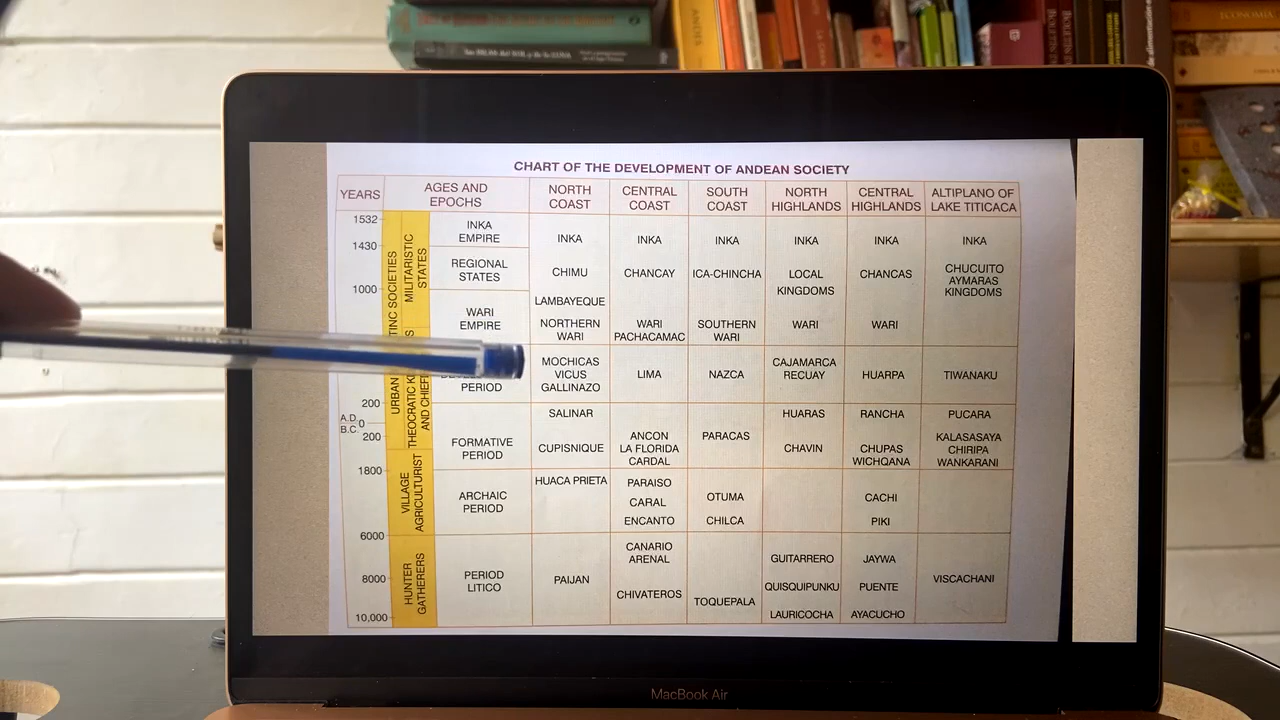 ANDES
ECONOMIA
CHART OF THE DEVELOPMENT OF ANDEAN SOCIETY
YEARS
AGES AND
EPOCHS
NORTH
COAST
CENTRAL
COAST
SOUTH
COAST
NORTH
HIGHLANDS
CENTRAL
HIGHLANDS
ALTIPLANO OF
LAKE TITICACA
1532
1430
1000
200
A.D.
0
B.C.
200
1800
6000
8000
10,000
SOCIETIES
URBAN
MILITARISTIC
STATES
THEOCRATIC
AND
VILLAGE
AGRICULTURIST
HUNTER
GATHERERS
INKA
EMPIRE
INKA
INKA
INKA
INKA
INKA
INKA
REGIONAL
STATES
CHIMU
CHANCAY
ICA-CHINCHA
LOCAL
KINGDOMS
CHANCAS
CHUCUITO
AYMARAS
KINGDOMS
WARI
EMPIRE
LAMBAYEQUE
NORTHERN
WARI
WARI
PACHACAMAC
SOUTHERN
WARI
WARI
WARI
PERIOD
MOCHICAS
VICUS
GALLINAZO
LIMA
NAZCA
CAJAMARCA
RECUAY
HUARPA
TIWANAKU
FORMATIVE
PERIOD
SALINAR
CUPISNIQUE
ANCON
LA FLORIDA
CARDAL
PARACAS
HUARAS
CHAVIN
RANCHA
CHUPAS
WICHQANA
PUCARA
KALASASAYA
CHIRIPA
WANKARANI
ARCHAIC
PERIOD
HUACA PRIETA
PARAISO
CARAL
ENCANTO
OTUMA
CHILCA
CACHI
PIKI
PERIOD
LITICO
PAIJAN
CANARIO
ARENAL
CHIVATEROS
TOQUEPALA
GUITARRERO
QUISQUIPUNKU
LAURICOCHA
JAYWA
PUENTE
AYACUCHO
VISCACHANI
MacBook Air